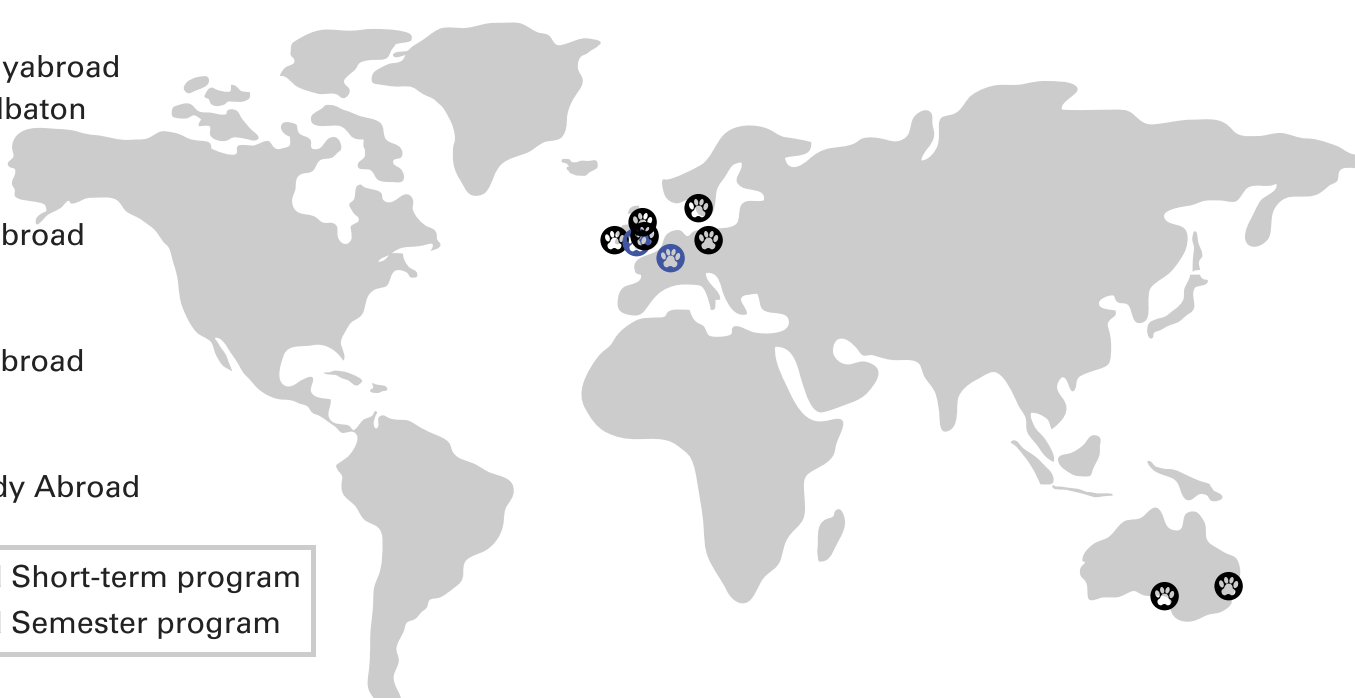 yabroad
lbaton
broad
broad
dy Abroad
Short-term program
Semester program